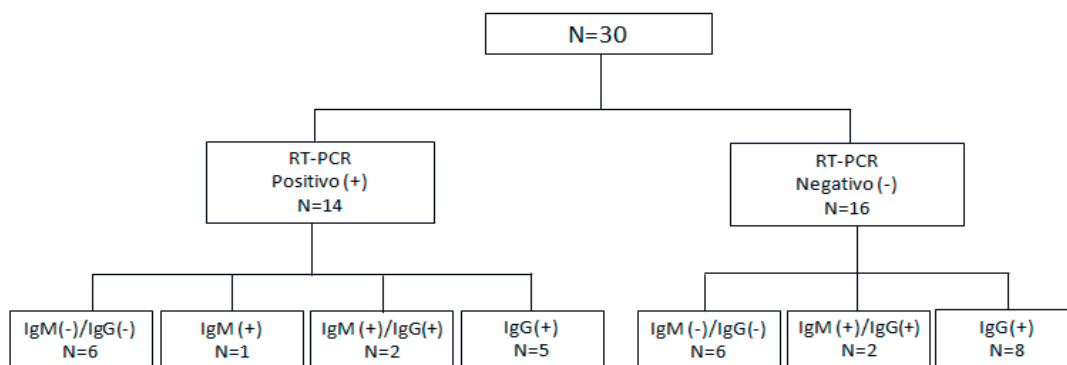 N=30
RT-PCR
Positivo (+)
N=14
RT-PCR
Negativo (-)
N=16
IgM(-)/IgG(-)
N=6
IgM (+)
N=1
IgM (+)/IgG(+)
N=2
IgG(+)
N=5
IgM (-)/IgG(-)
N=6
IgM (+)/IgG(+)
N=2
IgG(+)
N=8